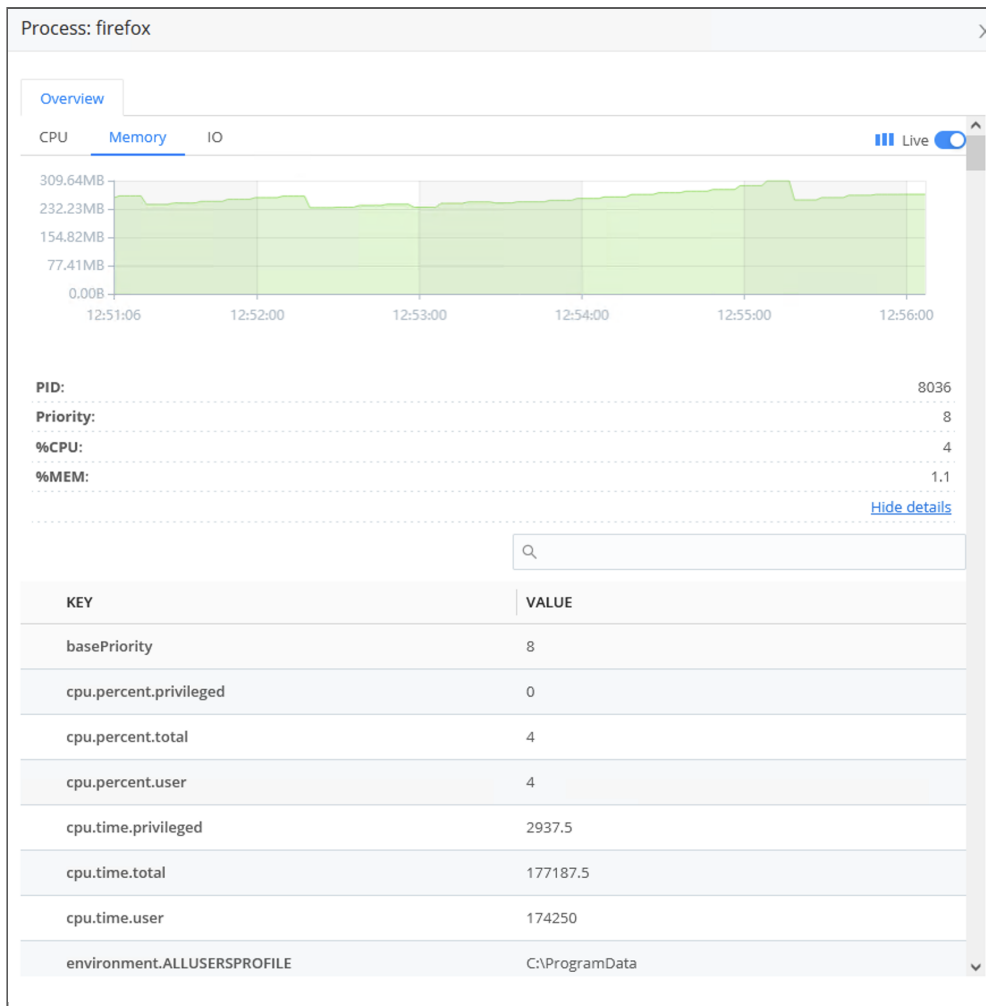 Process: firefox
Overview
CPU Memory IO Live
309.64MB
232.23MB
154.82MB
77.41MB
0.00B
12:51:06 12:52:00 12:53:00 12:54:00 12:55:00 12:56:00
PID: 8036
Priority: 8
%CPU: 4
%MEM: 1.1
Hide details
KEY VALUE
basePriority 8
cpu.percent.privileged 0
cpu.percent.total 4
cpu.percent.user 4
cpu.time.privileged 2937.5
cpu.time.total 177187.5
cpu.time.user 174250
environment.ALLUSERSPROFILE C:\ProgramData